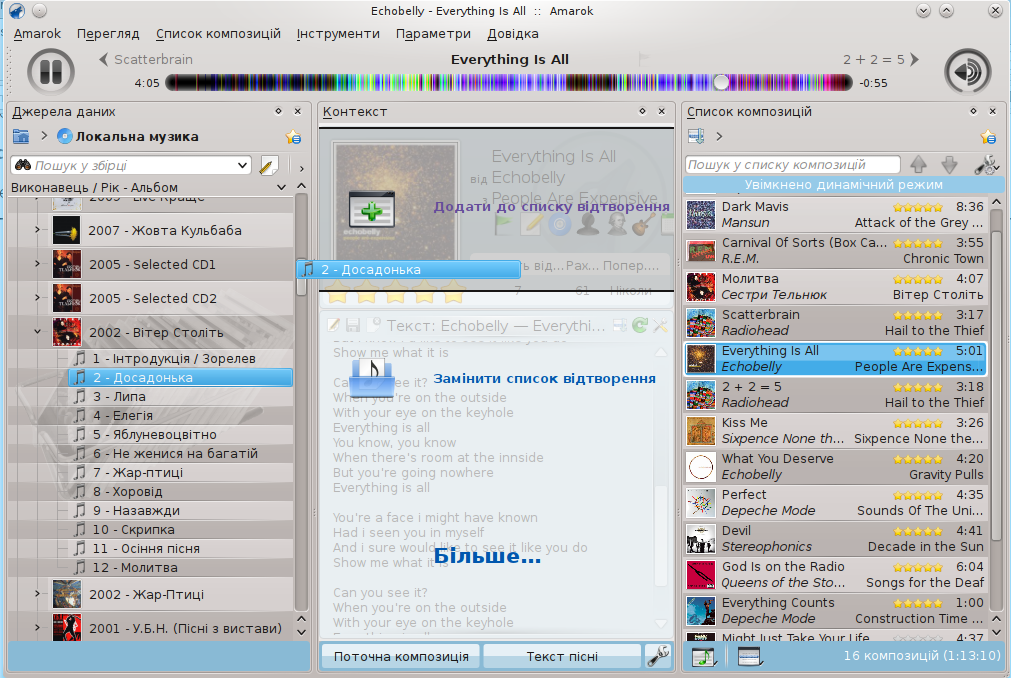 Echobelly - Everything Is All  ::  Amarok
Amarok Перегляд Список композицій Інструменти Параметри Довідка
Scatterbrain
Everything Is All
2 + 2 = 5
4:05
-0:55
Джерела даних
Локальна музика
Пошук у збірці
Виконавець / Рік - Альбом
2007 - Жовта Кульбаба
2005 - Selected CD1
2005 - Selected CD2
2002 - Вітер Століть
1 - Інтродукція / Зорелев
2 - Досадонька
3 - Липа
4 - Елегія
5 - Яблуневоцвітно
6 - Не женися на багатій
7 - Жар-птиці
8 - Хоровід
9 - Назавжди
10 - Скрипка
11 - Осіння пісня
12 - Молитва
2002 - Жар-Птиці
2001 - У.Б.Н. (Пісні з вистави)
Контекст
Everything Is All
від Echobelly
з People Are Expensive
Додати до списку відтворення
2 - Досадонька
ть від... Рах... Попер....
7 61 Ніколи
Текст: Echobelly — Everythi...
Show me what it is
Can you see it?
Замінити список відтворення
When you're on the outside
With your eye on the keyhole
Everything is all
You know, you know
When there's room at the innside
But you're going nowhere
Everything is all
You're a face i might have known
Had i seen you in myself
And i sure would like to see it like you do
Більше...
Show me what it is
Can you see it?
When you're on the outside
With your eye on the keyhole
Поточна композиція
Текст пісні
Список композицій
Пошук у списку композицій
Увімкнено динамічний режим
Dark Mavis 8:36
Mansun Attack of the Grey ...
Carnival Of Sorts (Box Ca... 3:55
R.E.M. Chronic Town
Молитва 4:07
Сестри Тельнюк Вітер Століть
Scatterbrain 3:17
Radiohead Hail to the Thief
Everything Is All 5:01
Echobelly People Are Expens...
2 + 2 = 5 3:18
Radiohead Hail to the Thief
Kiss Me 3:26
Sixpence None th... Sixpence None the...
What You Deserve 4:20
Echobelly Gravity Pulls
Perfect 4:35
Depeche Mode Sounds Of The Uni...
Devil 4:41
Stereophonics Decade in the Sun
God Is on the Radio 6:04
Queens of the Sto... Songs for the Deaf
Everything Counts 1:00
Depeche Mode Construction Time ...
Might Just Take Your Life 4:37
16 композицій (1:13:10)